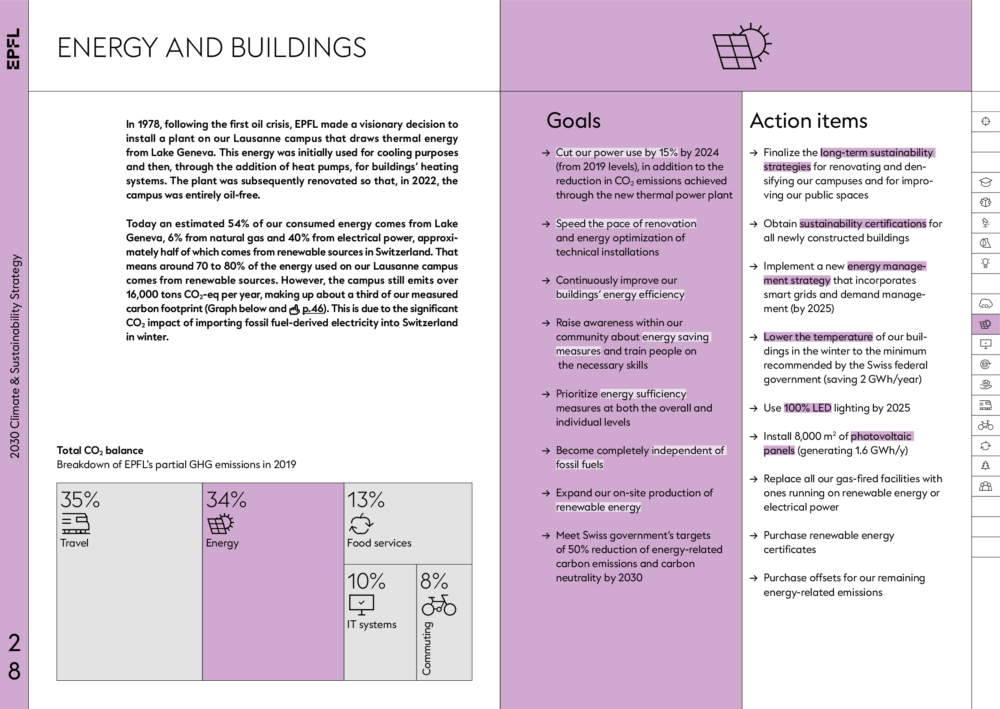 EPFL
2030 Climate & Sustainability Strategy
2
8
ENERGY AND BUILDINGS
In 1978, following the first oil crisis, EPFL made a visionary decision to
install a plant on our Lausanne campus that draws thermal energy
from Lake Geneva. This energy was initially used for cooling purposes
and then, through the addition of heat pumps, for buildings’ heating
systems. The plant was subsequently renovated so that, in 2022, the
campus was entirely oil-free.
Today an estimated 54% of our consumed energy comes from Lake
Geneva, 6% from natural gas and 40% from electrical power, approxi-
mately half of which comes from renewable sources in Switzerland. That
means around 70 to 80% of the energy used on our Lausanne campus
comes from renewable sources. However, the campus still emits over
16,000 tons CO₂-eq per year, making up about a third of our measured
carbon footprint (Graph below and p.46). This is due to the significant
CO₂ impact of importing fossil fuel-derived electricity into Switzerland
in winter.
Total CO₂ balance
Breakdown of EPFL's partial GHG emissions in 2019
35%
Travel
34%
Energy
13%
Food services
10%
IT systems
8%
Commuting
Goals
→ Cut our power use by 15% by 2024
(from 2019 levels), in addition to the
reduction in CO₂ emissions achieved
through the new thermal power plant
→ Speed the pace of renovation
and energy optimization of
technical installations
→ Continuously improve our
buildings’ energy efficiency
→ Raise awareness within our
community about energy saving
measures and train people on
the necessary skills
→ Prioritize energy sufficiency
measures at both the overall and
individual levels
→ Become completely independent of
fossil fuels
→ Expand our on-site production of
renewable energy
→ Meet Swiss government’s targets
of 50% reduction of energy-related
carbon emissions and carbon
neutrality by 2030
Action items
→ Finalize the long-term sustainability
strategies for renovating and den-
sifying our campuses and for impro-
ving our public spaces
→ Obtain sustainability certifications for
all newly constructed buildings
→ Implement a new energy manage-
ment strategy that incorporates
smart grids and demand manage-
ment (by 2025)
→ Lower the temperature of our buil-
dings in the winter to the minimum
recommended by the Swiss federal
government (saving 2 GWh/year)
→ Use 100% LED lighting by 2025
→ Install 8,000 m² of photovoltaic
panels (generating 1.6 GWh/y)
→ Replace all our gas-fired facilities with
ones running on renewable energy or
electrical power
→ Purchase renewable energy
certificates
→ Purchase offsets for our remaining
energy-related emissions
CO₂